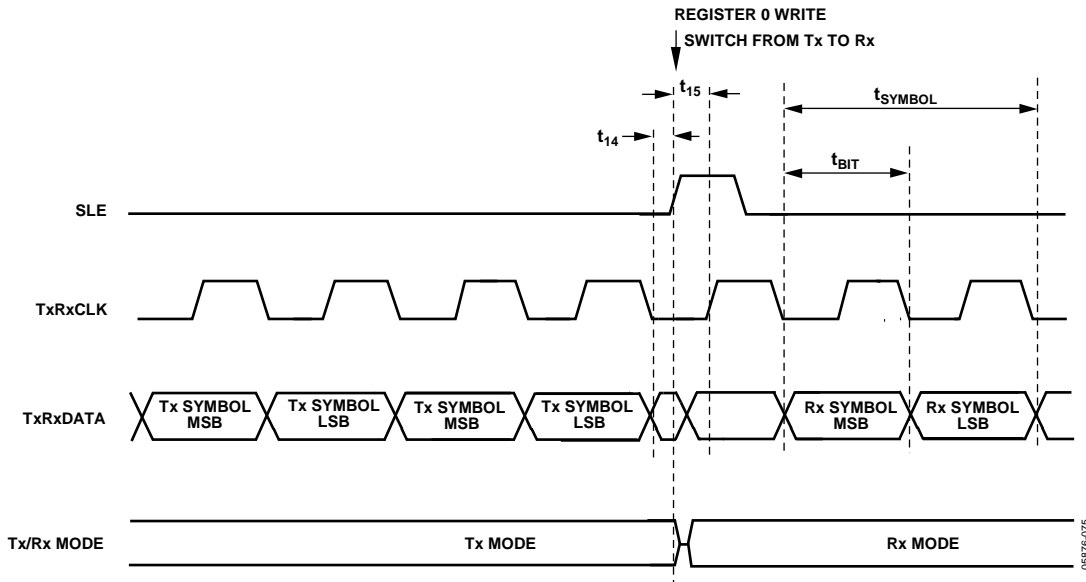 REGISTER 0 WRITE
SWITCH FROM Tx TO Rx
t15
tSYMBOL
t14
tBIT
SLE
TxRxCLK
TxRxDATA
Tx SYMBOL
MSB
Tx SYMBOL
LSB
Tx SYMBOL
MSB
Tx SYMBOL
LSB
Rx SYMBOL
MSB
Rx SYMBOL
LSB
Tx/Rx MODE
Tx MODE
Rx MODE
05876-075